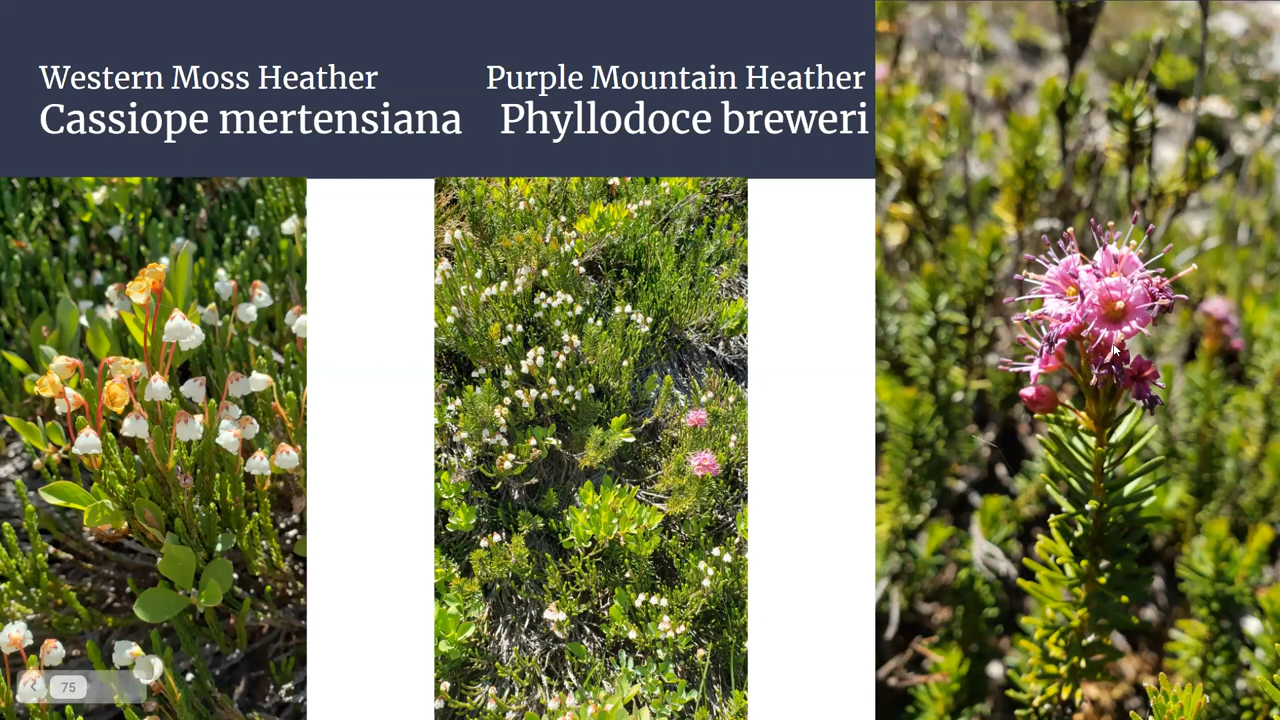 Western Moss Heather
Cassiope mertensiana
Purple Mountain Heather
Phyllodoce breweri
75